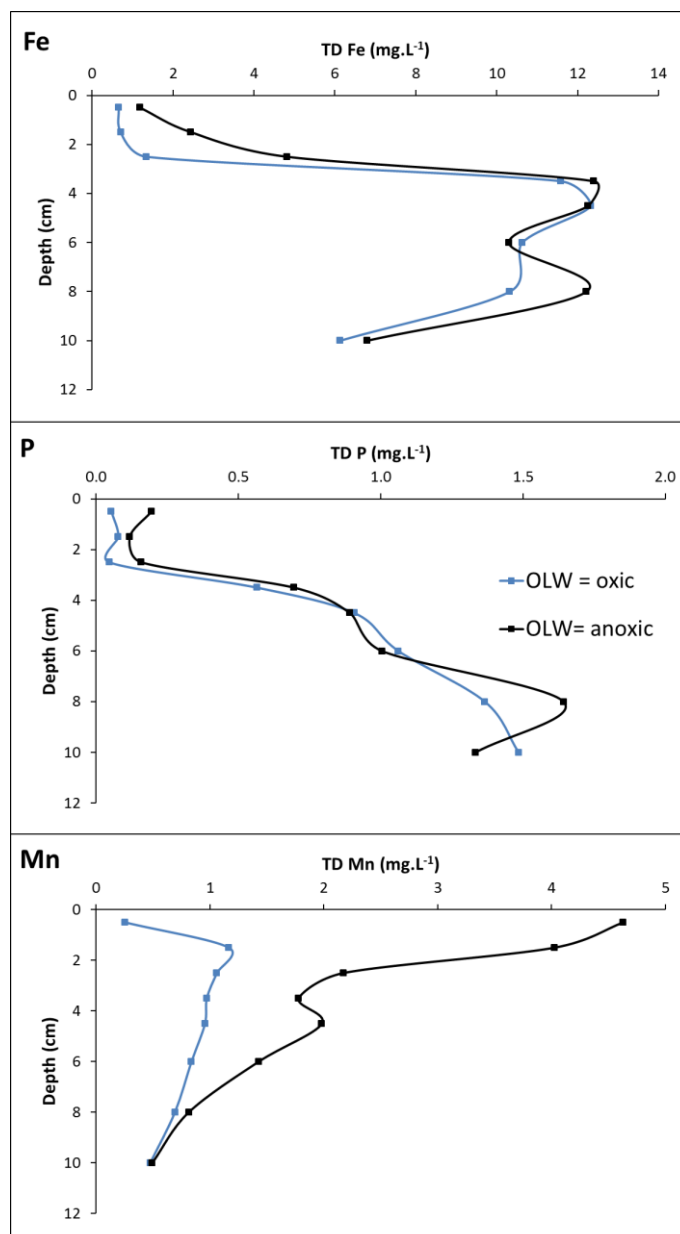 Fe
TD Fe (mg.L-1)
0 2 4 6 8 10 12 14
0
2
4
6
8
10
12
Depth (cm)
P
TD P (mg.L-1)
0.0 0.5 1.0 1.5 2.0
0
2
4
6
8
10
12
Depth (cm)
OLW = oxic
OLW= anoxic
Mn
TD Mn (mg.L-1)
0 1 2 3 4 5
0
2
4
6
8
10
12
Depth (cm)